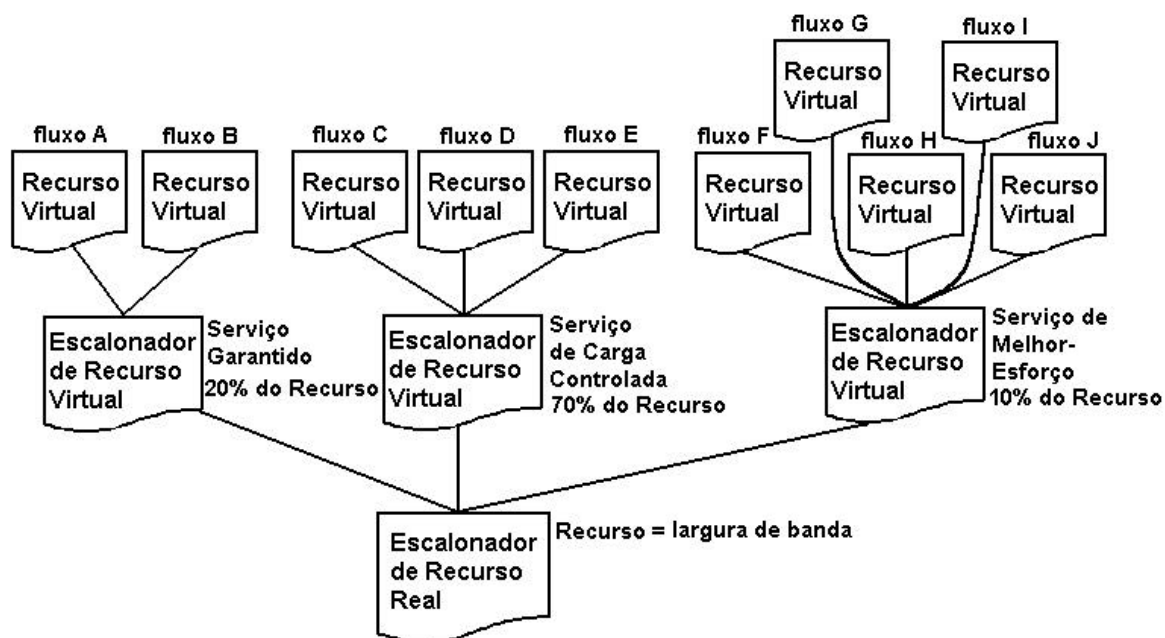 fluxo G
Recurso
Virtual
fluxo I
Recurso
Virtual
fluxo A
Recurso
Virtual
fluxo B
Recurso
Virtual
fluxo C
Recurso
Virtual
fluxo D
Recurso
Virtual
fluxo E
Recurso
Virtual
fluxo F
Recurso
Virtual
fluxo H
Recurso
Virtual
fluxo J
Recurso
Virtual
Escalonador
de Recurso
Virtual
Serviço
Garantido
20% do Recurso
Escalonador
de Recurso
Virtual
Serviço
de Carga
Controlada
70% do Recurso
Escalonador
de Recurso
Virtual
Serviço de
Melhor-
Esforço
10% do Recurso
Escalonador
de Recurso
Real
Recurso = largura de banda